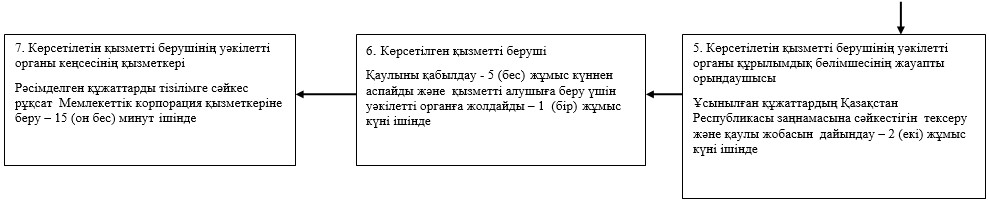 7. Көрсетілетін қызметті берушінің уәкілетті
органы кеңсесінің қызметкері
Рәсімделген құжаттарды тізілімге сәйкес
рұқсат Мемлекеттік корпорация қызметкеріне
беру – 15 (он бес) минут ішінде
6. Көрсетілген қызметті беруші
Қаулыны қабылдау - 5 (бес) жұмыс күннен
аспайды және қызметті алушыға беру үшін
уәкілетті органға жолдайды – 1 (бір) жұмыс
күні ішінде
5. Көрсетілетін қызметті берушінің уәкілетті
органы құрылымдық бөлімшесінің жауапты
орындаушысы
Ұсынылған құжаттардың Қазақстан
Республикасы заңнамасына сәйкестігін тексеру
және қаулы жобасын дайындау – 2 (екі) жұмыс
күні ішінде